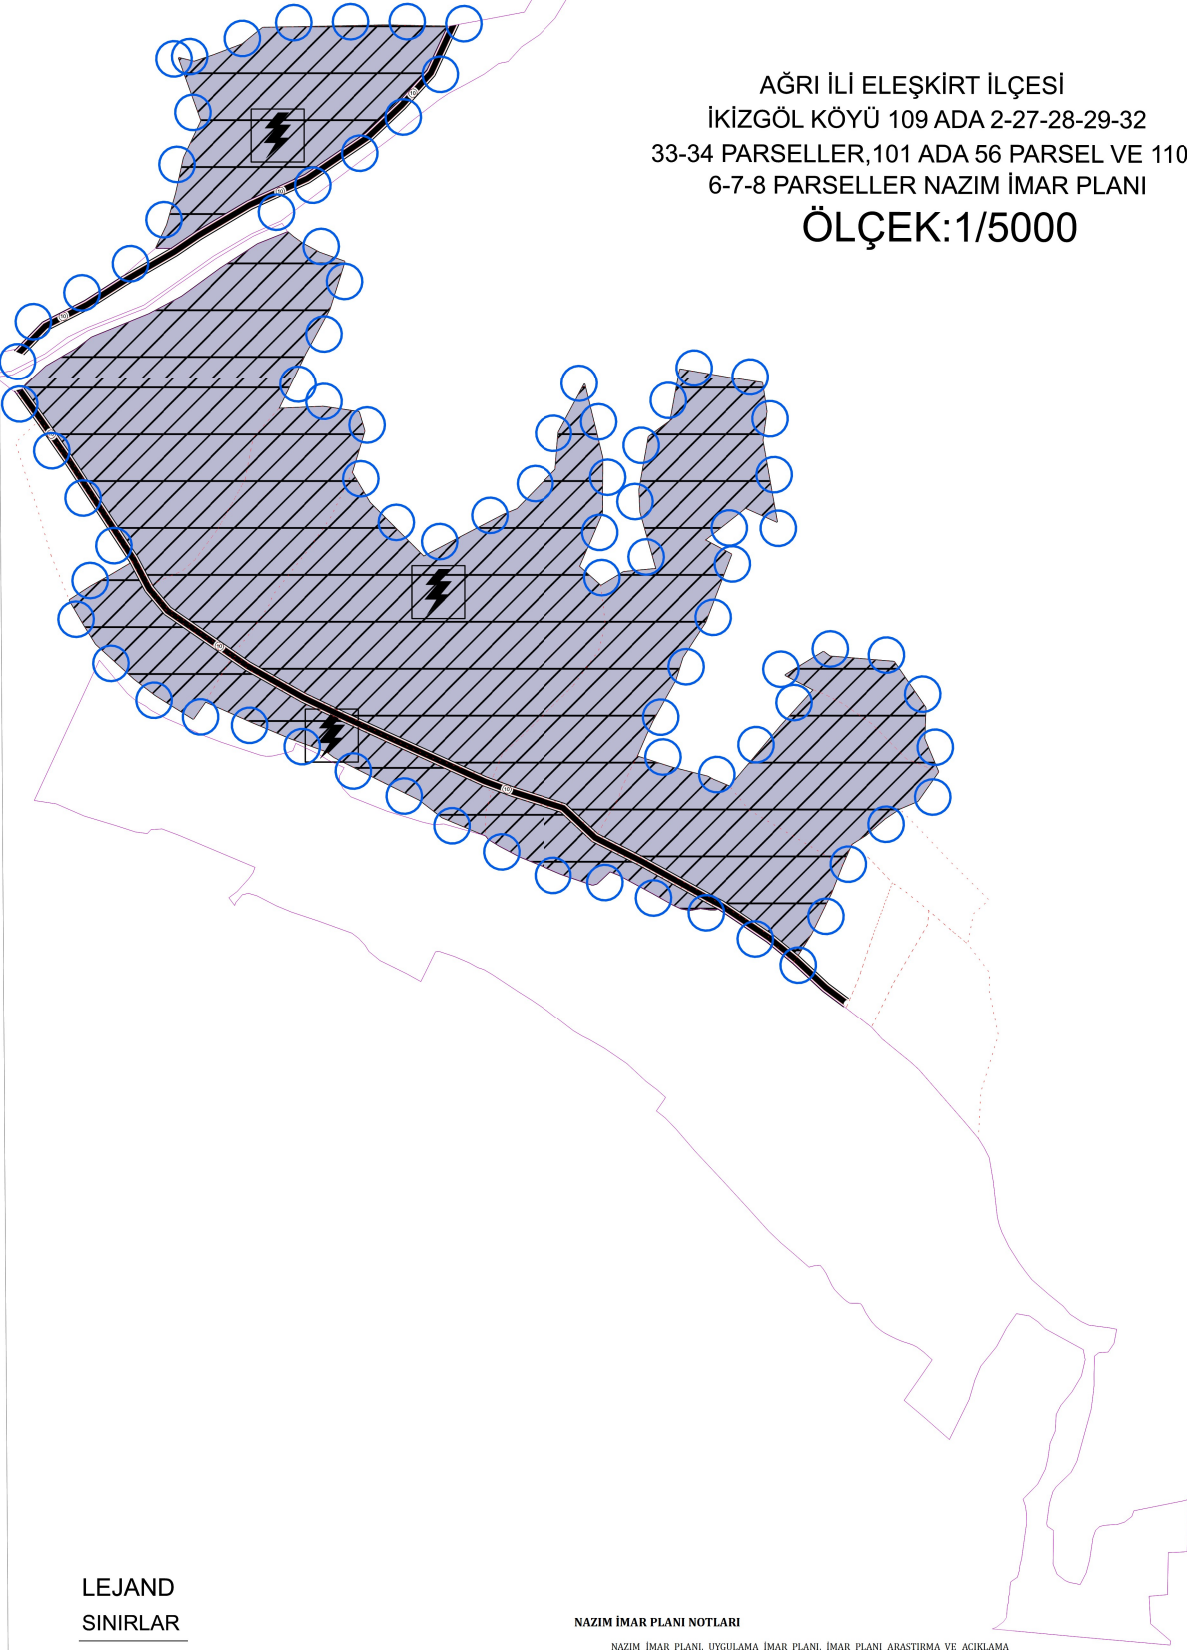 AĞRI İLİ ELEŞKİRT İLÇESİ
İKİZGÖL KÖYÜ 109 ADA 2-27-28-29-32
33-34 PARSELLER,101 ADA 56 PARSEL VE 110
6-7-8 PARSELLER NAZIM İMAR PLANI
ÖLÇEK:1/5000
LEJAND
SINIRLAR
NAZIM İMAR PLANI NOTLARI
NAZIM İMAR PLANI, UYGULAMA İMAR PLANI, İMAR PLANI ARAŞTIRMA VE AÇIKLAMA